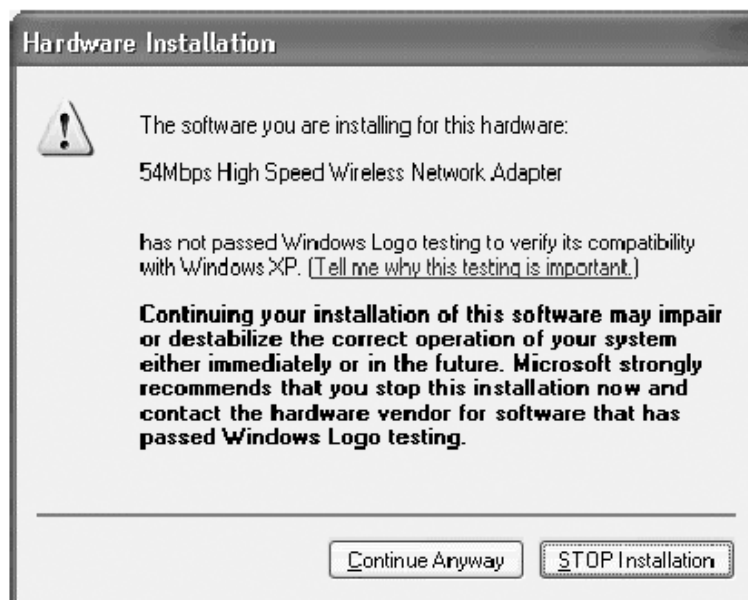 Hardware Installation
The software you are installing for this hardware:
54Mbps High Speed Wireless Network Adapter
has not passed Windows Logo testing to verify its compatibility
with Windows XP. (Tell me why this testing is important.)
Continuing your installation of this software may impair
or destabilize the correct operation of your system
either immediately or in the future. Microsoft strongly
recommends that you stop this installation now and
contact the hardware vendor for software that has
passed Windows Logo testing.
Continue Anyway
STOP Installation